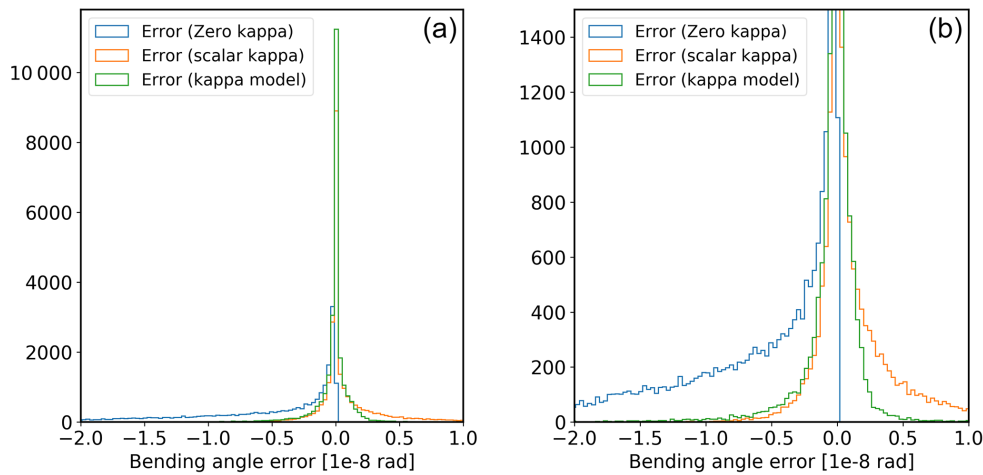 (a)
Error (Zero kappa)
Error (scalar kappa)
Error (kappa model)
10 000
8000
6000
4000
2000
0
−2.0 −1.5 −1.0 −0.5 0.0 0.5 1.0
Bending angle error [1e-8 rad]
(b)
Error (Zero kappa)
Error (scalar kappa)
Error (kappa model)
1400
1200
1000
800
600
400
200
0
−2.0 −1.5 −1.0 −0.5 0.0 0.5 1.0
Bending angle error [1e-8 rad]